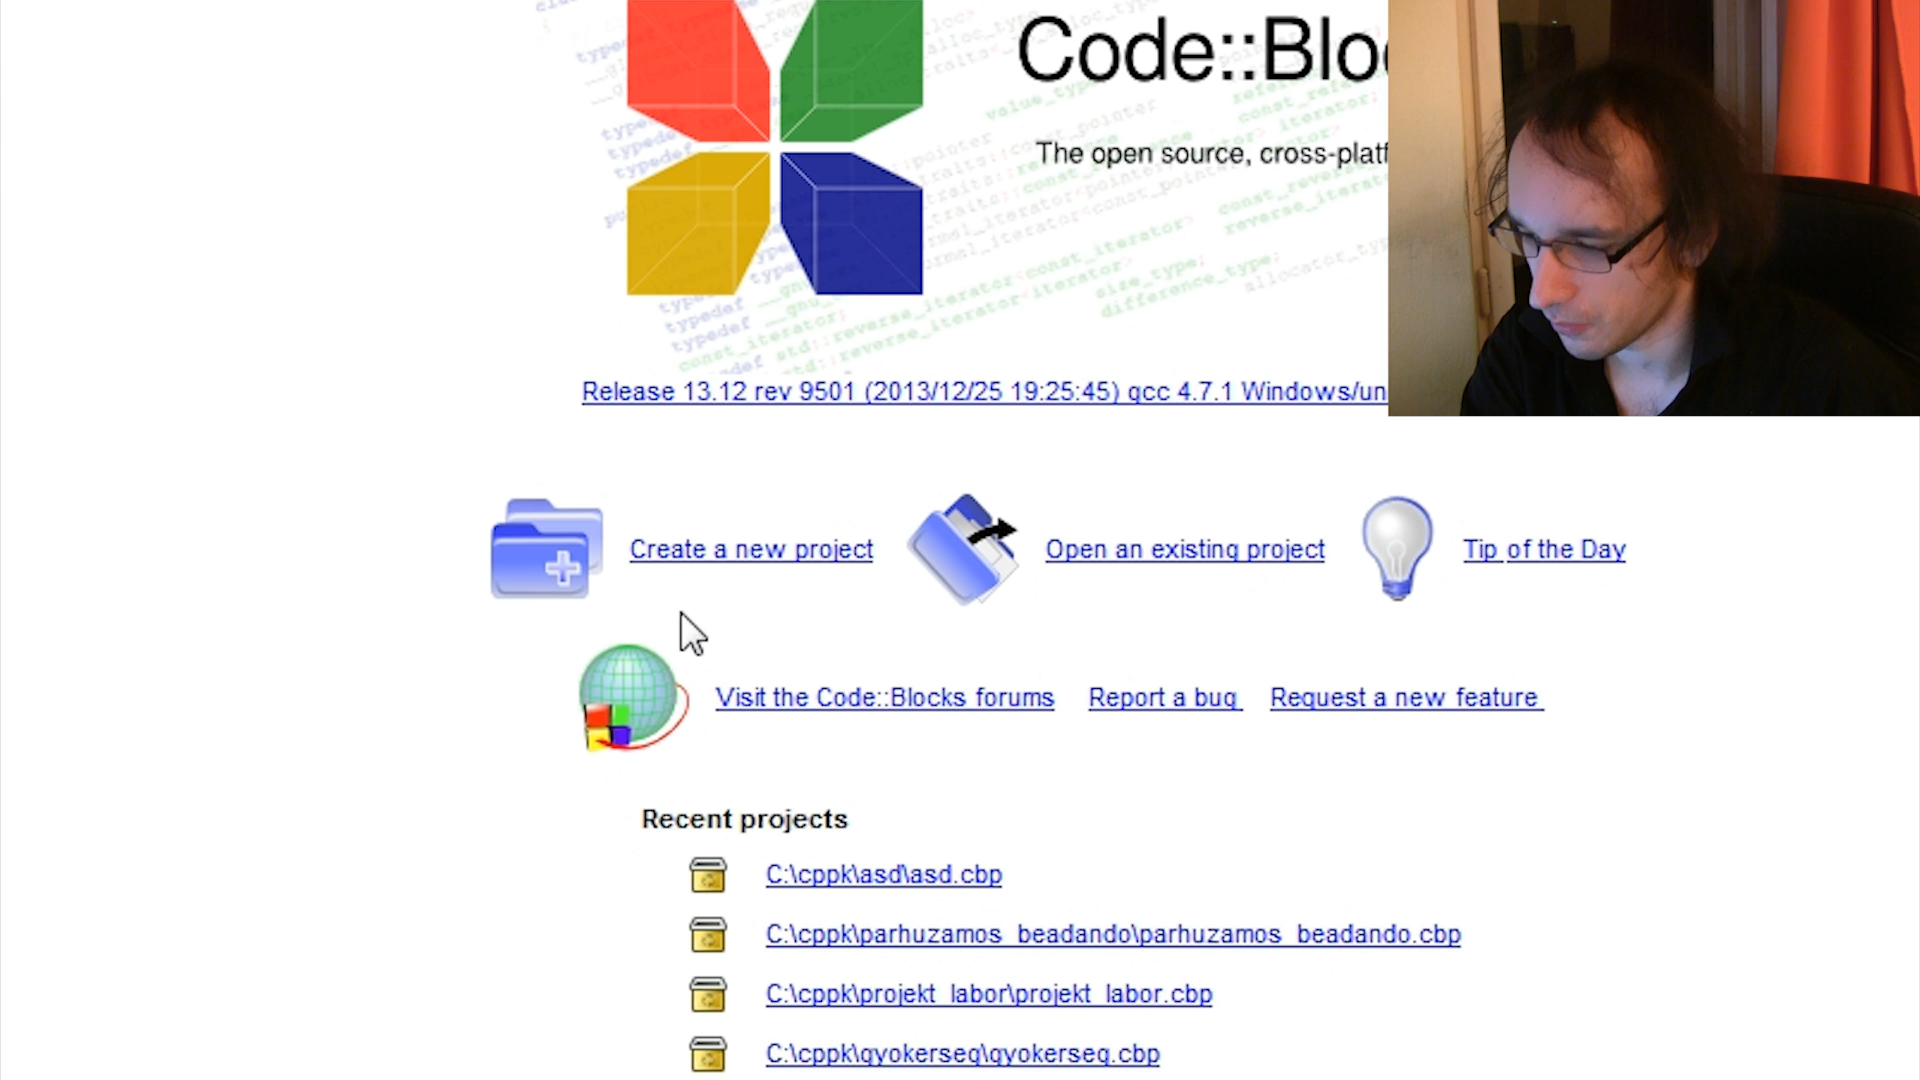 Code::Blo
The open source, cross-platf
Release 13.12 rev 9501 (2013/12/25 19:25:45) gcc 4.7.1 Windows/un
Create a new project
Open an existing project
Tip of the Day
Visit the Code::Blocks forums
Report a bug
Request a new feature
Recent projects
C:\cppk\asd\asd.cbp
C:\cppk\parhuzamos_beadando\parhuzamos_beadando.cbp
C:\cppk\projekt_labor\projekt_labor.cbp
C:\cppk\gyokerseg\gyokerseg.cbp